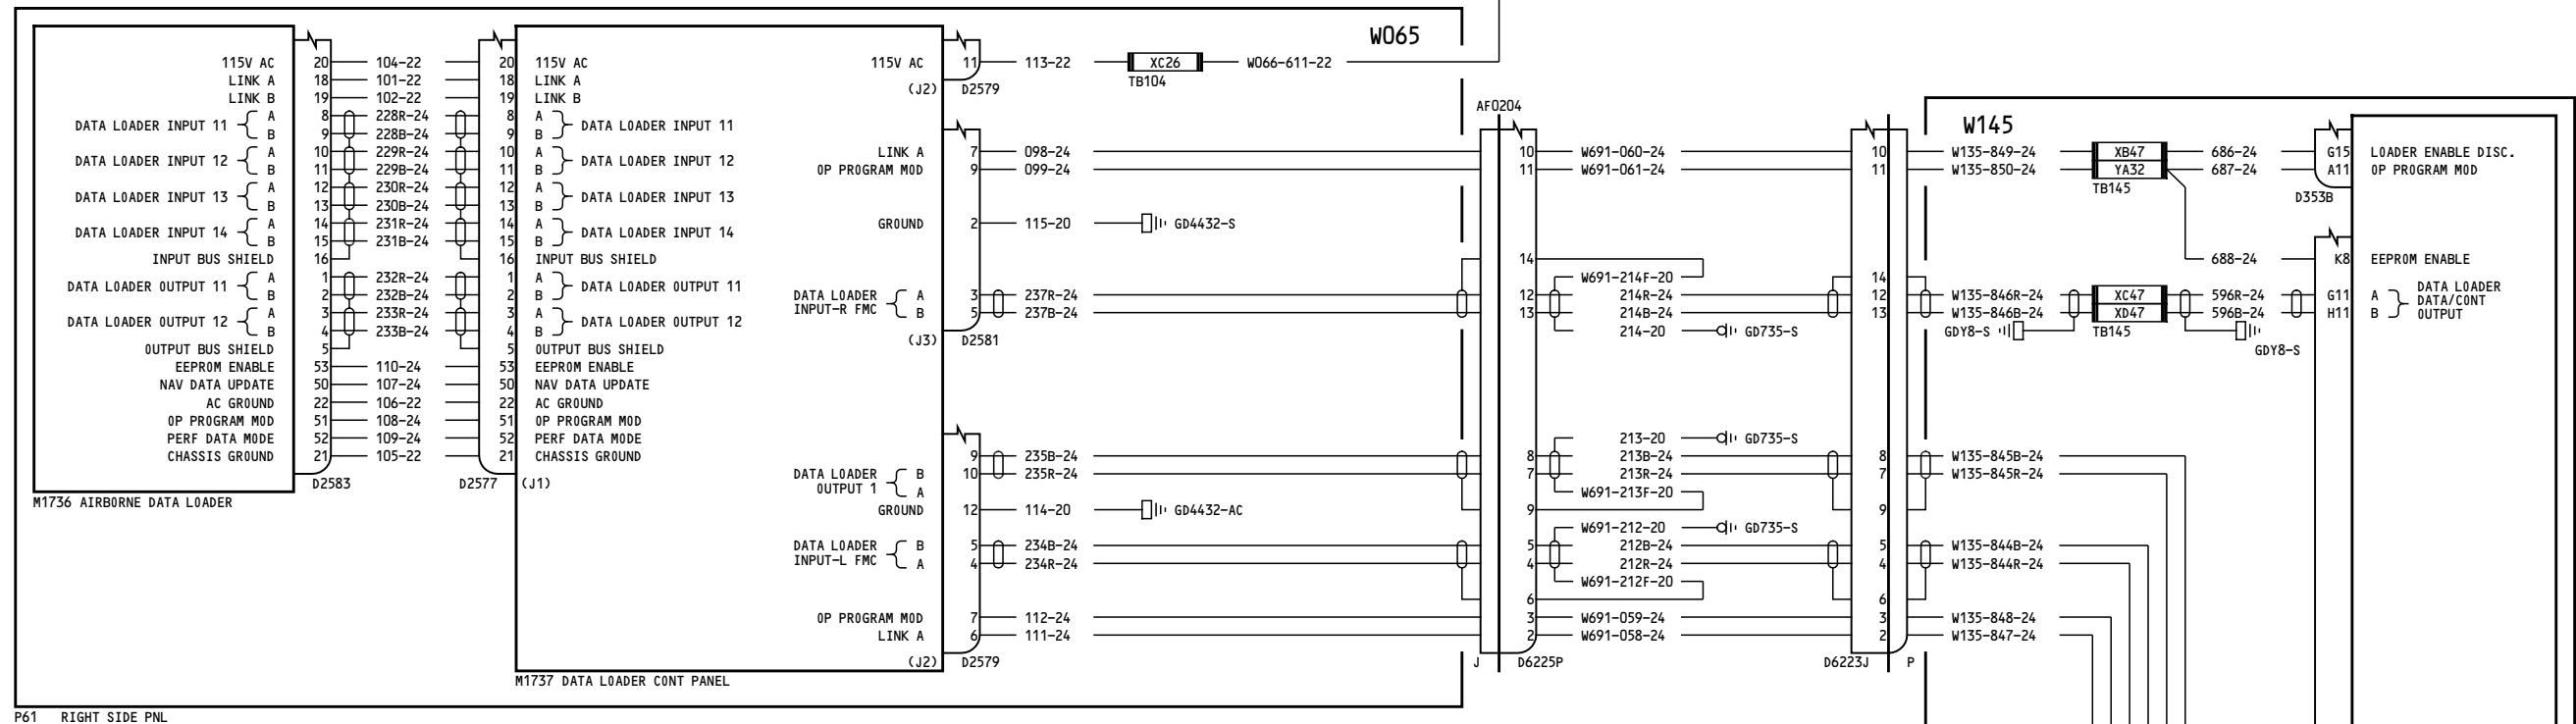 W065
115V AC 20 104-22 20 115V AC
LINK A 18 101-22 18 LINK A
LINK B 19 102-22 19 LINK B
DATA LOADER INPUT 11 A 8 228R-24 8 A DATA LOADER INPUT 11
B 9 228B-24 9 B
DATA LOADER INPUT 12 A 10 229R-24 10 A DATA LOADER INPUT 12
B 11 229B-24 11 B
DATA LOADER INPUT 13 A 12 230R-24 12 A DATA LOADER INPUT 13
B 13 230B-24 13 B
DATA LOADER INPUT 14 A 14 231R-24 14 A DATA LOADER INPUT 14
B 15 231B-24 15 B
INPUT BUS SHIELD 16 16 INPUT BUS SHIELD
DATA LOADER OUTPUT 11 A 1 232R-24 1 A DATA LOADER OUTPUT 11
B 2 232B-24 2 B
DATA LOADER OUTPUT 12 A 3 233R-24 3 A DATA LOADER OUTPUT 12
B 4 233B-24 4 B
OUTPUT BUS SHIELD 5 5 OUTPUT BUS SHIELD
EEPROM ENABLE 53 110-24 53 EEPROM ENABLE
NAV DATA UPDATE 50 107-24 50 NAV DATA UPDATE
AC GROUND 22 106-22 22 AC GROUND
OP PROGRAM MOD 51 108-24 51 OP PROGRAM MOD
PERF DATA MODE 52 109-24 52 PERF DATA MODE
CHASSIS GROUND 21 105-22 21 CHASSIS GROUND
D2583 D2577 (J1)
M1736 AIRBORNE DATA LOADER
115V AC 11 113-22 XC26 W066-611-22
TB104
(J2) D2579
AF0204
W145
LINK A 7 098-24 10 W691-060-24 10 W135-849-24 XB47 686-24 G15 LOADER ENABLE DISC.
OP PROGRAM MOD 9 099-24 11 W691-061-24 11 W135-850-24 YA32 687-24 A11 OP PROGRAM MOD
TB145
D353B
GROUND 2 115-20 GD4432-S
14 688-24 K8 EEPROM ENABLE
W691-214F-20 14
DATA LOADER INPUT-R FMC A 3 237R-24 12 214R-24 12 W135-846R-24 XC47 596R-24 G11 A DATA LOADER DATA/CONT OUTPUT
B 5 237B-24 13 214B-24 13 W135-846B-24 XD47 596B-24 H11 B
214-20 GD735-S GDY8-S TB145
(J3) D2581 GDY8-S
213-20 GD735-S
9 235B-24 8 213B-24 8 W135-845B-24
DATA LOADER OUTPUT 1 B 10 235R-24 7 213R-24 7 W135-845R-24
A W691-213F-20
GROUND 12 114-20 GD4432-AC 9 9
W691-212-20 GD735-S
DATA LOADER INPUT-L FMC B 5 234B-24 5 212B-24 5 W135-844B-24
A 4 234R-24 4 212R-24 4 W135-844R-24
W691-212F-20
6 6
OP PROGRAM MOD 7 112-24 3 W691-059-24 3 W135-848-24
LINK A 6 111-24 2 W691-058-24 2 W135-847-24
(J2) D2579 J D6225P D6223J P
M1737 DATA LOADER CONT PANEL
P61 RIGHT SIDE PNL